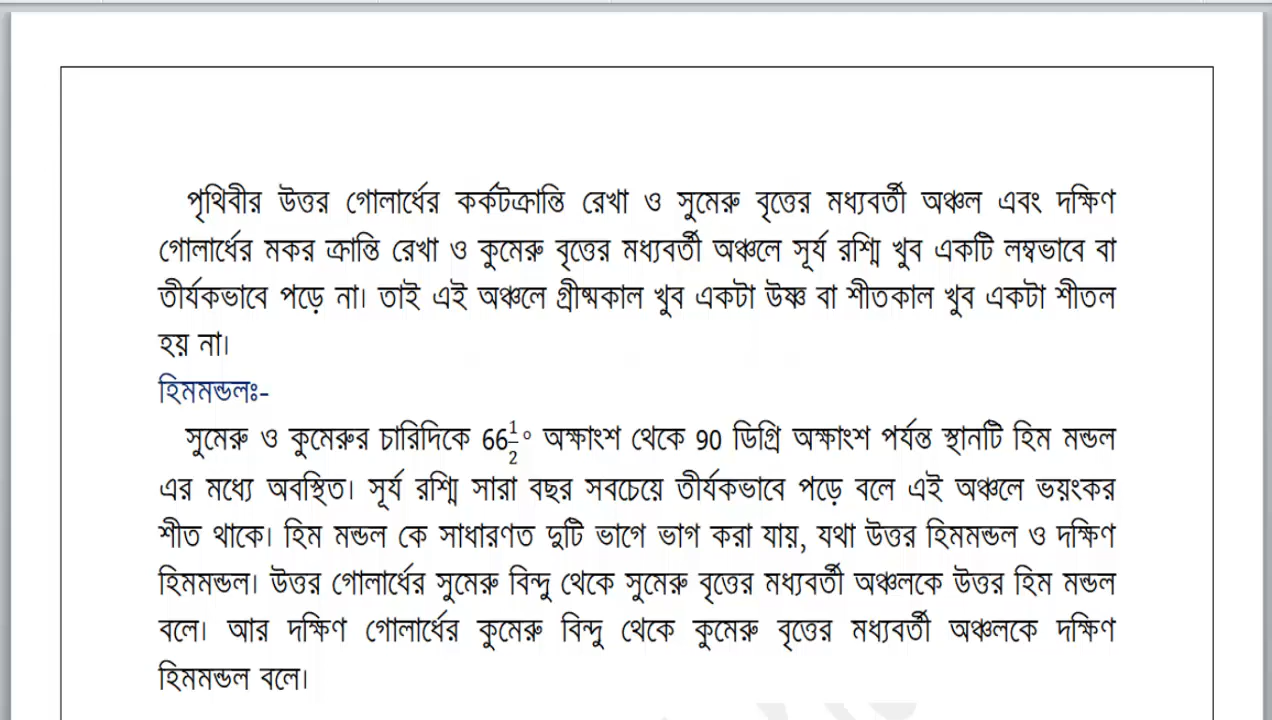 পৃথিবীর উত্তর গোলার্ধের কর্কটক্রান্তি রেখা ও সুমেরু বৃত্তের মধ্যবর্তী অঞ্চল এবং দক্ষিণ
গোলার্ধের মকর ক্রান্তি রেখা ও কুমেরু বৃত্তের মধ্যবর্তী অঞ্চলে সূর্য রশ্মি খুব একটি লম্বভাবে বা
তীর্যকভাবে পড়ে না। তাই এই অঞ্চলে গ্রীষ্মকাল খুব একটা উষ্ণ বা শীতকাল খুব একটা শীতল
হয় না।
হিমমন্ডলঃ-
সুমেরু ও কুমেরুর চারিদিকে 66½° অক্ষাংশ থেকে 90 ডিগ্রি অক্ষাংশ পর্যন্ত স্থানটি হিম মন্ডল
এর মধ্যে অবস্থিত। সূর্য রশ্মি সারা বছর সবচেয়ে তীর্যকভাবে পড়ে বলে এই অঞ্চলে ভয়ংকর
শীত থাকে। হিম মন্ডল কে সাধারণত দুটি ভাগে ভাগ করা যায়, যথা উত্তর হিমমন্ডল ও দক্ষিণ
হিমমন্ডল। উত্তর গোলার্ধের সুমেরু বিন্দু থেকে সুমেরু বৃত্তের মধ্যবর্তী অঞ্চলকে উত্তর হিম মন্ডল
বলে। আর দক্ষিণ গোলার্ধের কুমেরু বিন্দু থেকে কুমেরু বৃত্তের মধ্যবর্তী অঞ্চলকে দক্ষিণ
হিমমন্ডল বলে।